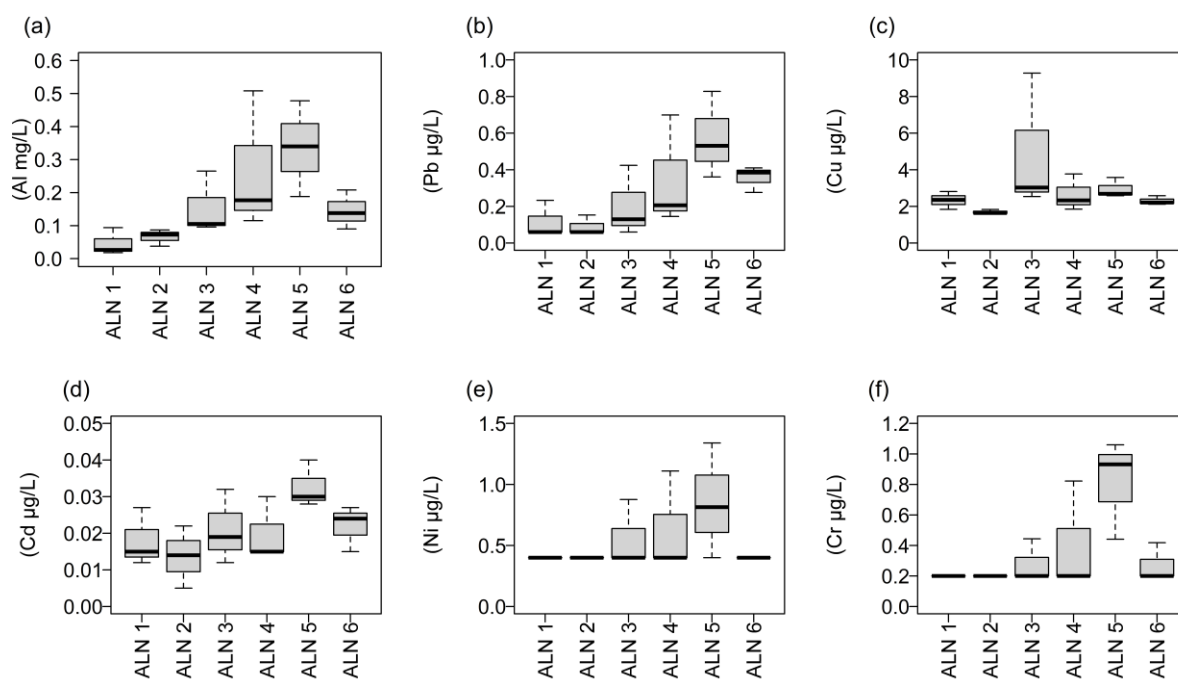 (a)
(Al mg/L)
0.6
0.5
0.4
0.3
0.2
0.1
0.0
ALN 1
ALN 2
ALN 3
ALN 4
ALN 5
ALN 6
(b)
(Pb µg/L)
1.0
0.8
0.6
0.4
0.2
0.0
ALN 1
ALN 2
ALN 3
ALN 4
ALN 5
ALN 6
(c)
(Cu µg/L)
10
8
6
4
2
0
ALN 1
ALN 2
ALN 3
ALN 4
ALN 5
ALN 6
(d)
(Cd µg/L)
0.05
0.04
0.03
0.02
0.01
0.00
ALN 1
ALN 2
ALN 3
ALN 4
ALN 5
ALN 6
(e)
(Ni µg/L)
1.5
1.0
0.5
0.0
ALN 1
ALN 2
ALN 3
ALN 4
ALN 5
ALN 6
(f)
(Cr µg/L)
1.2
1.0
0.8
0.6
0.4
0.2
0.0
ALN 1
ALN 2
ALN 3
ALN 4
ALN 5
ALN 6